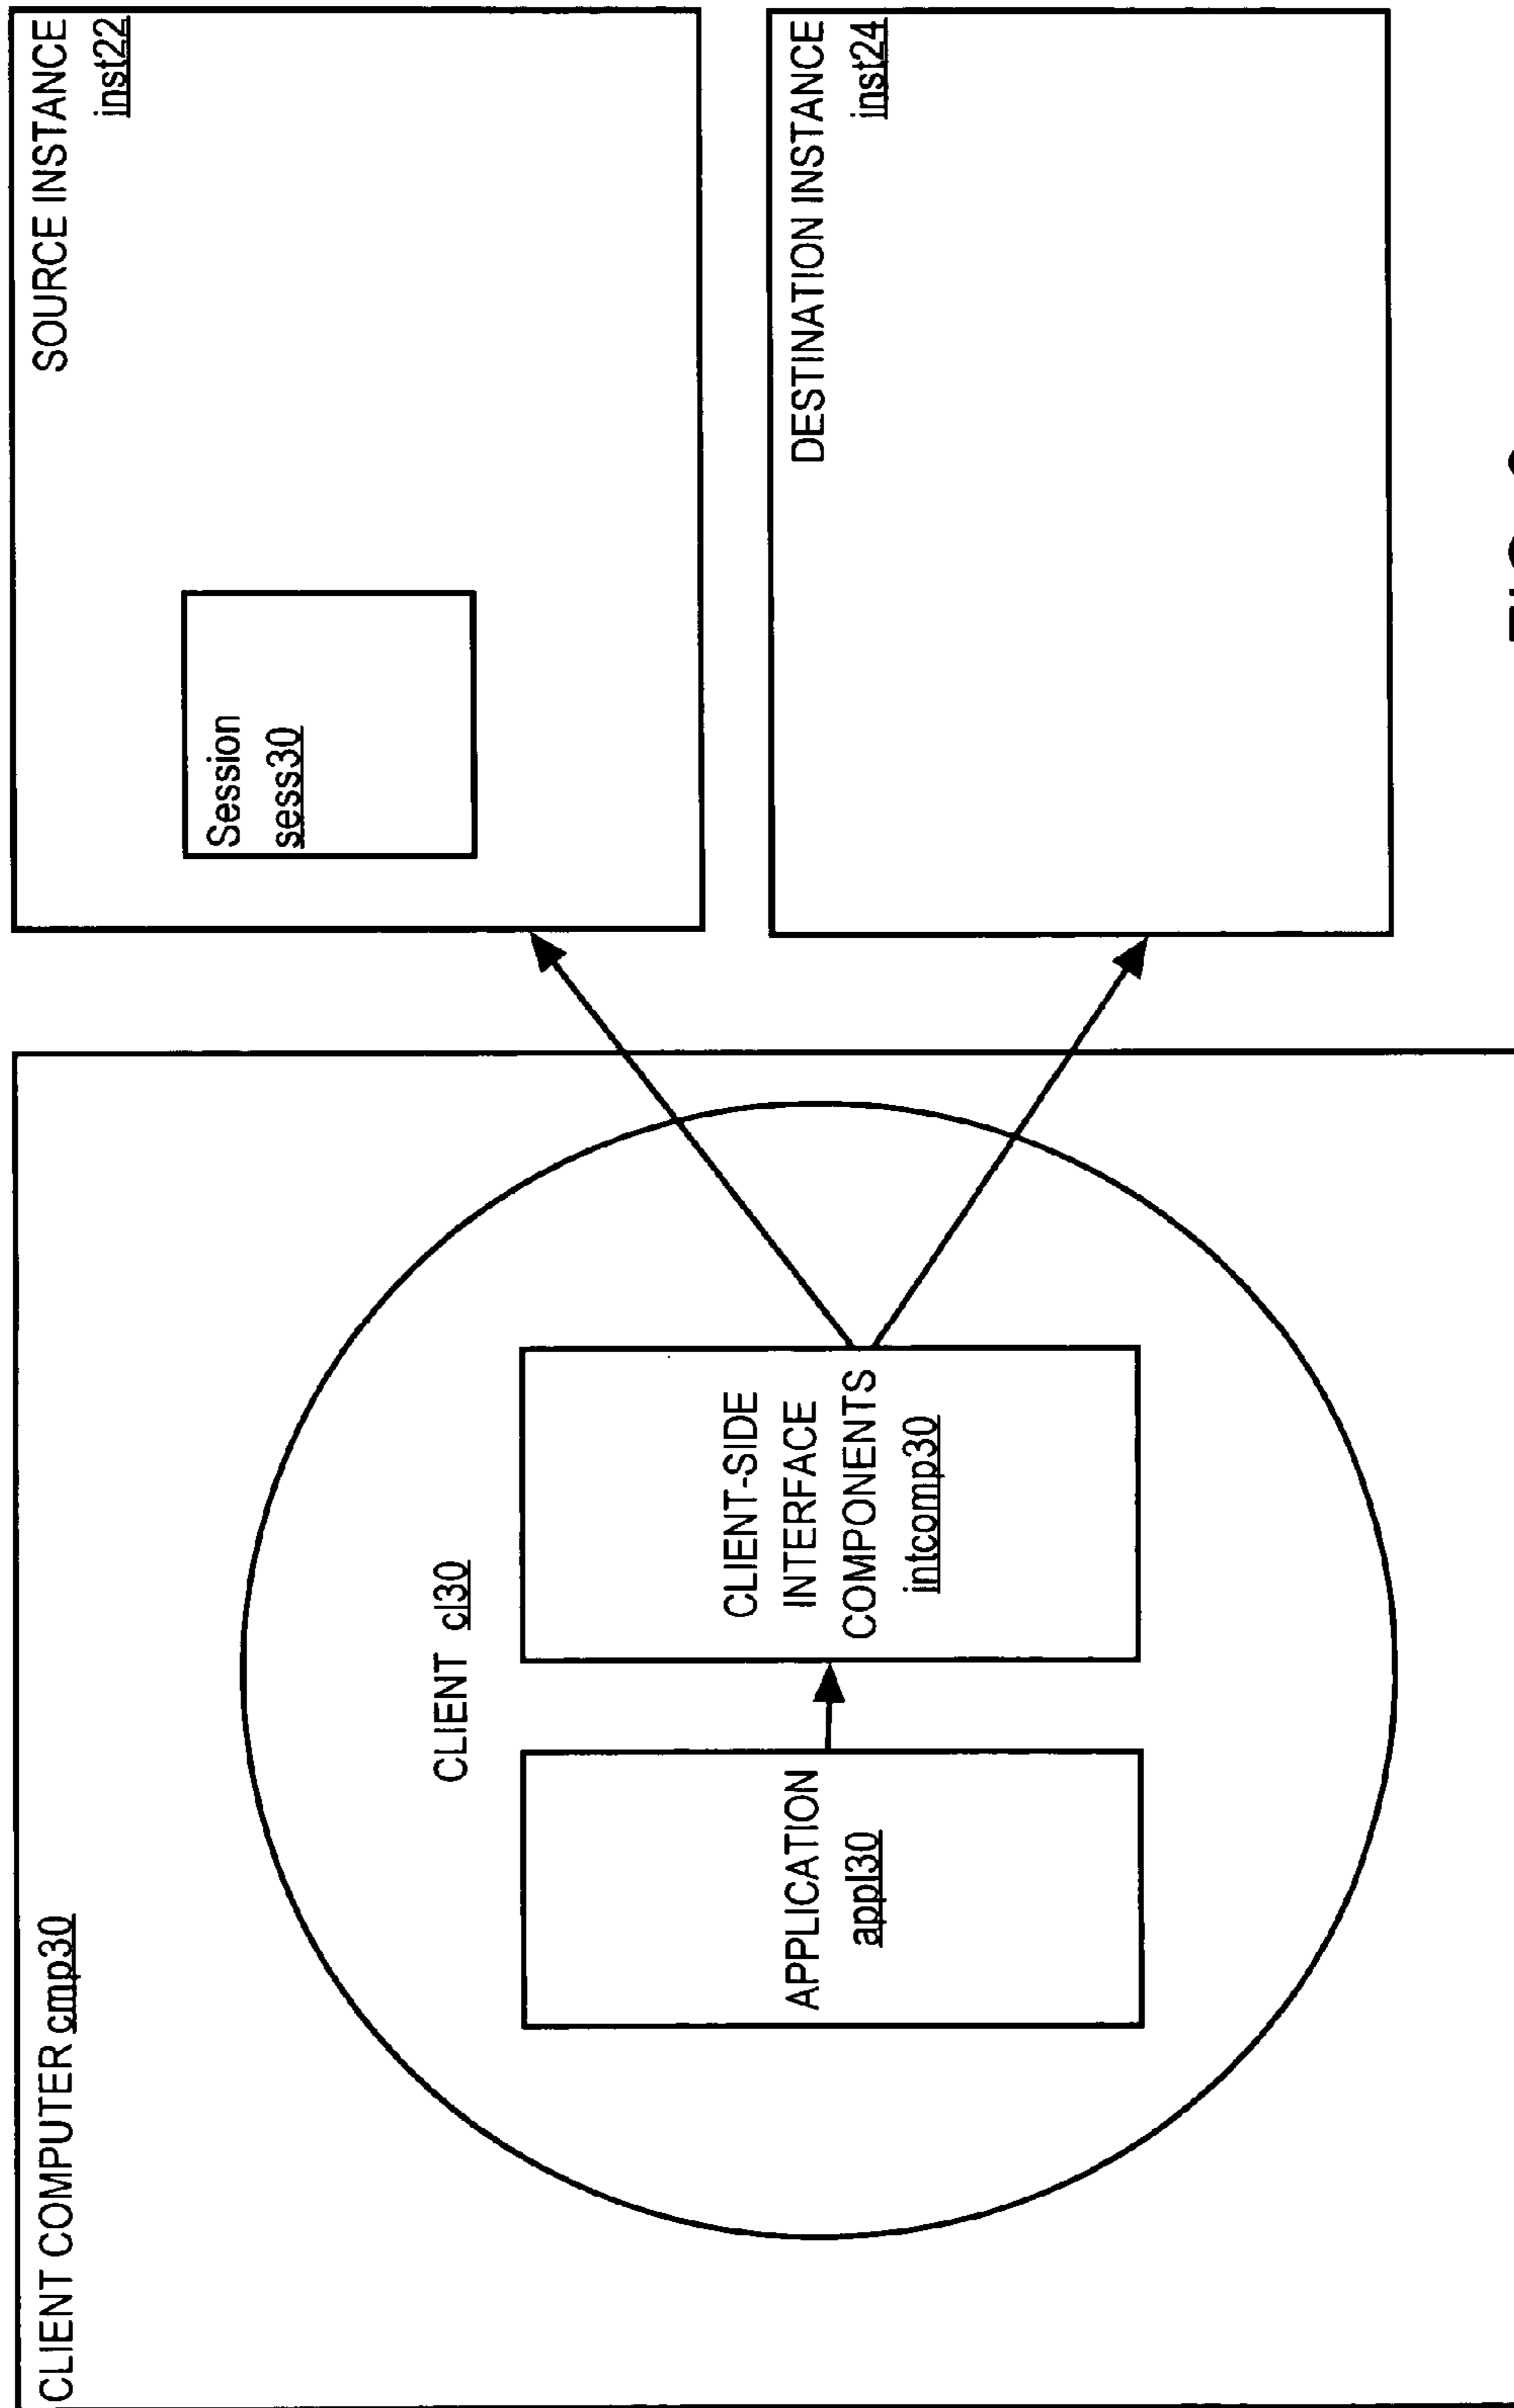 CLIENT COMPUTER cmp30
CLIENT cl30
APPLICATION
appl30
CLIENT-SIDE
INTERFACE
COMPONENTS
intcomp30
SOURCE INSTANCE
inst22
Session
sess30
DESTINATION INSTANCE
inst24